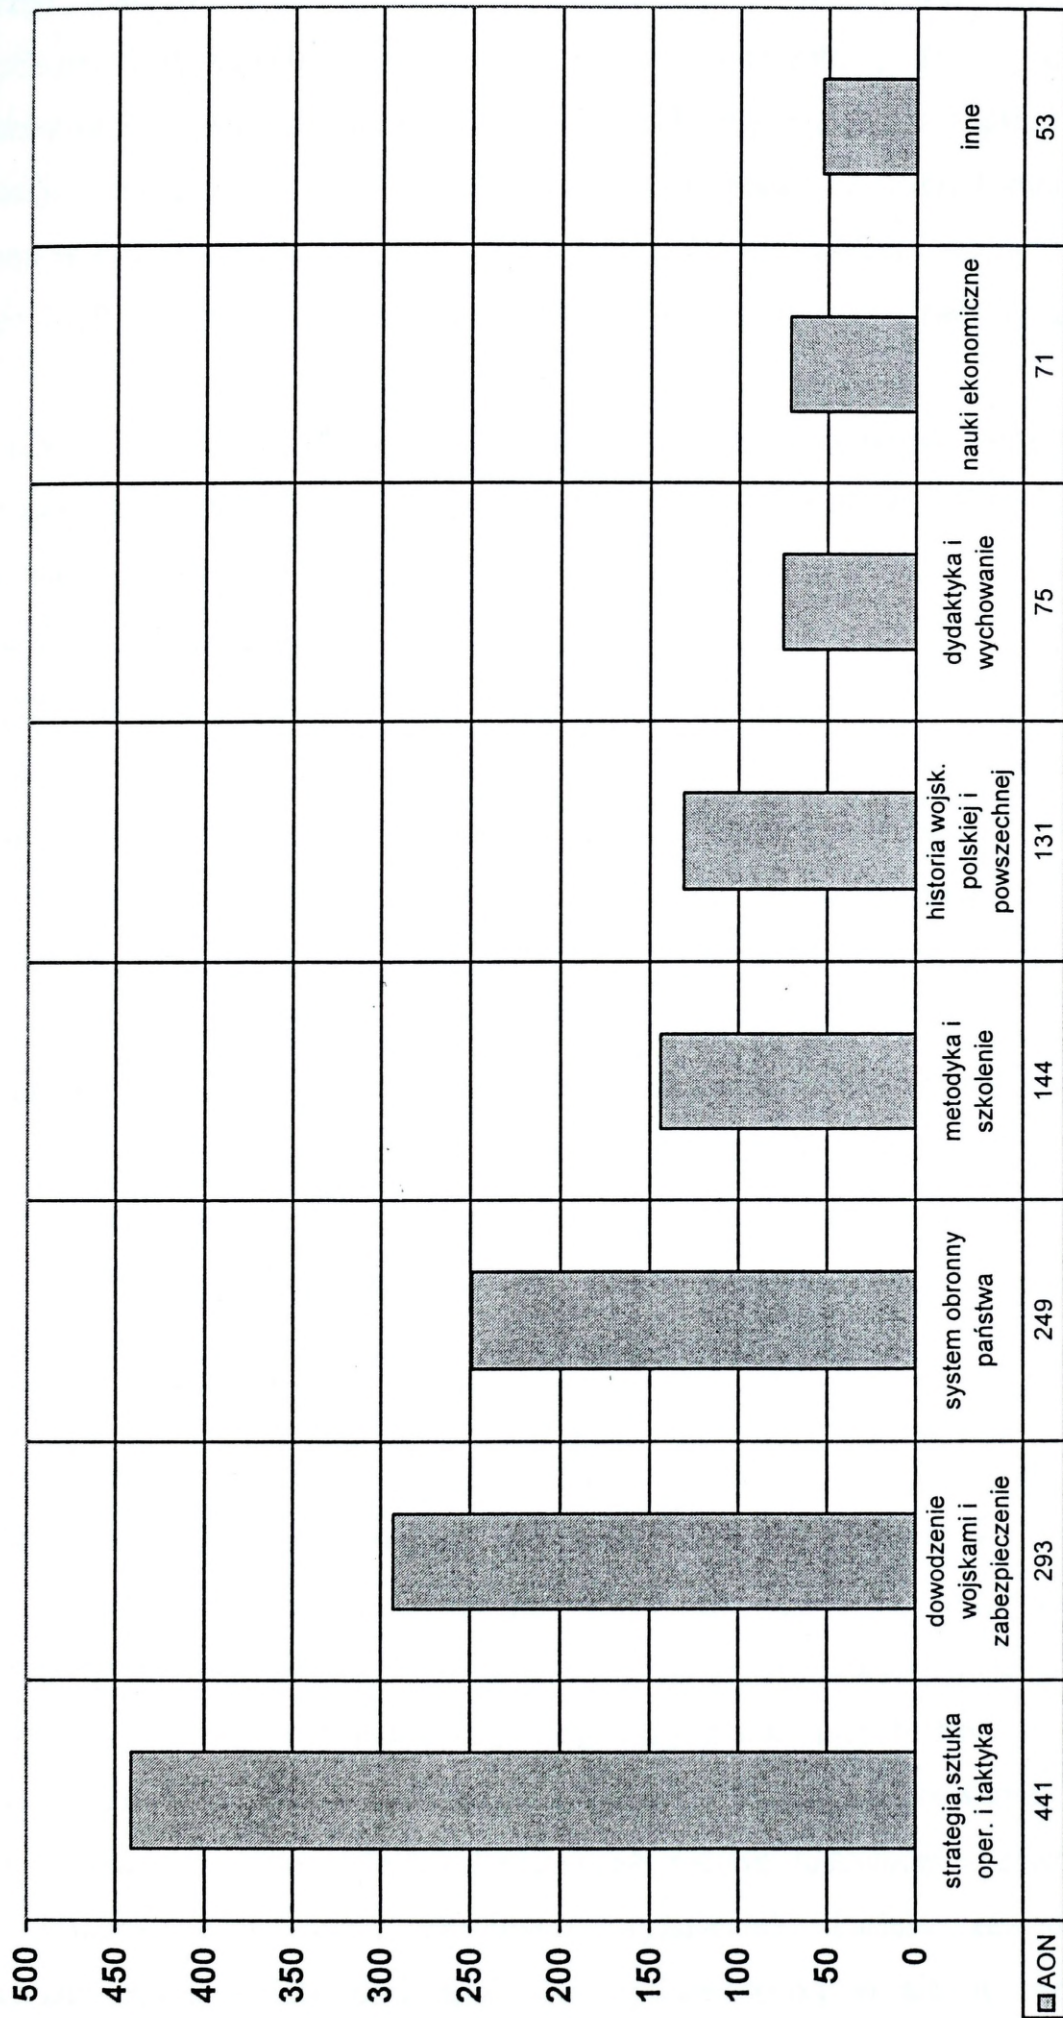 500
450
400
350
300
250
200
150
100
50
0
strategia,sztuka
oper. i taktyka
dowodzenie
wojskami i
zabezpieczenie
system obronny
państwa
metodyka i
szkolenie
historia wojsk.
polskiej i
powszechnej
dydaktyka i
wychowanie
nauki ekonomiczne
inne
AON 441 293 249 144 131 75 71 53